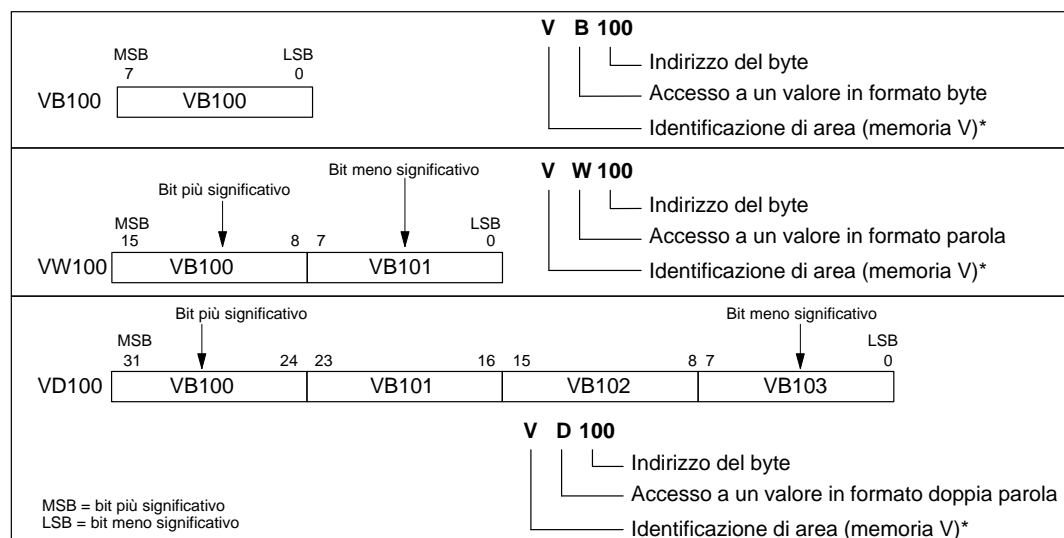 V B 100
MSB LSB
7 0
VB100 VB100
Indirizzo del byte
Accesso a un valore in formato byte
Identificazione di area (memoria V)*
V W 100
Bit più significativo
Bit meno significativo
MSB LSB
15 8 7 0
VW100 VB100 VB101
Indirizzo del byte
Accesso a un valore in formato parola
Identificazione di area (memoria V)*
Bit più significativo Bit meno significativo
MSB LSB
31 24 23 16 15 8 7 0
VD100 VB100 VB101 VB102 VB103
V D 100
Indirizzo del byte
Accesso a un valore in formato doppia parola
Identificazione di area (memoria V)*
MSB = bit più significativo
LSB = bit meno significativo